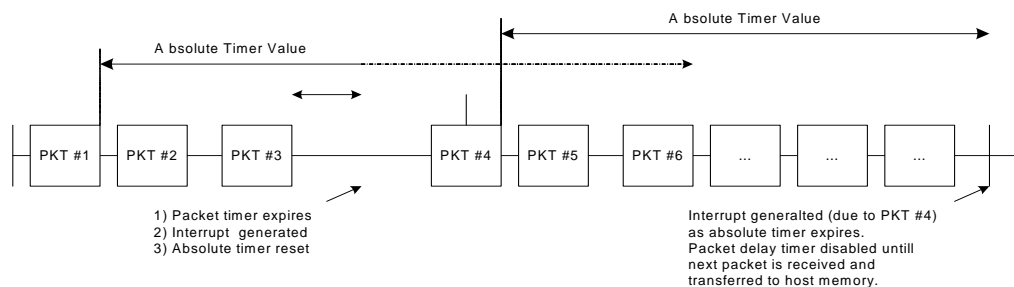 A bsolute Timer Value
A bsolute Timer Value
PKT #1 PKT #2 PKT #3 PKT #4 PKT #5 PKT #6 ... ... ...
1) Packet timer expires
2) Interrupt generated
3) Absolute timer reset
Interrupt generalted (due to PKT #4)
as absolute timer expires.
Packet delay timer disabled untill
next packet is received and
transferred to host memory.